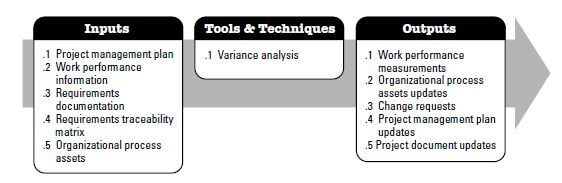 Inputs
.1 Project management plan
.2 Work performance
information
.3 Requirements
documentation
.4 Requirements traceability
matrix
.5 Organizational process
assets
Tools & Techniques
.1 Variance analysis
Outputs
.1 Work performance
measurements
.2 Organizational process
assets updates
.3 Change requests
.4 Project management plan
updates
.5 Project document updates